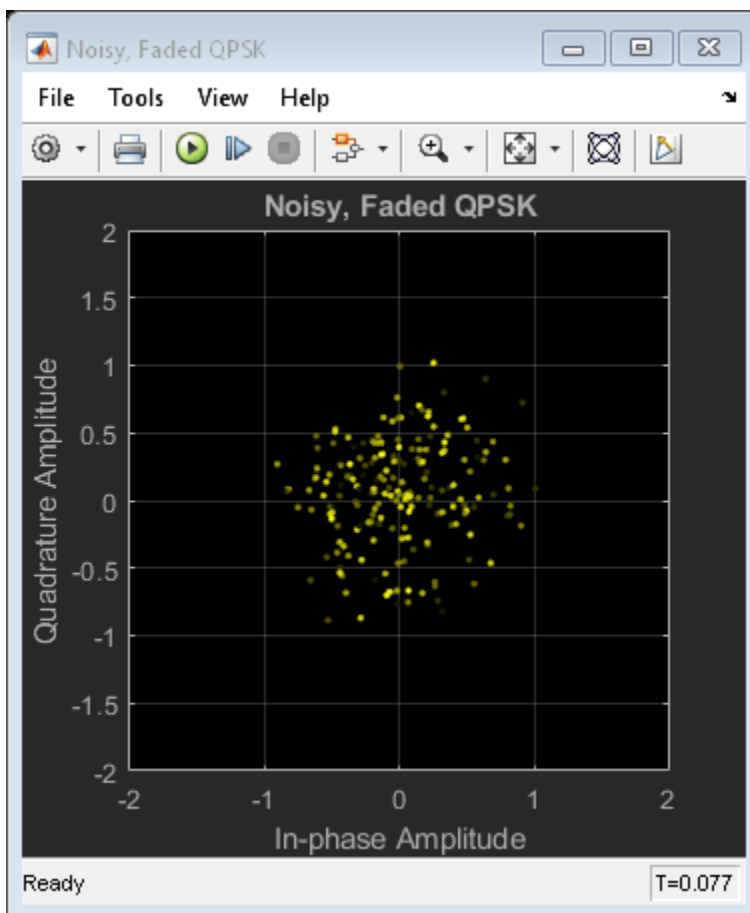 Noisy, Faded QPSK
File Tools View Help
Noisy, Faded QPSK
2
1.5
1
0.5
0
-0.5
-1
-1.5
-2
Quadrature Amplitude
-2 -1 0 1 2
In-phase Amplitude
Ready T=0.077